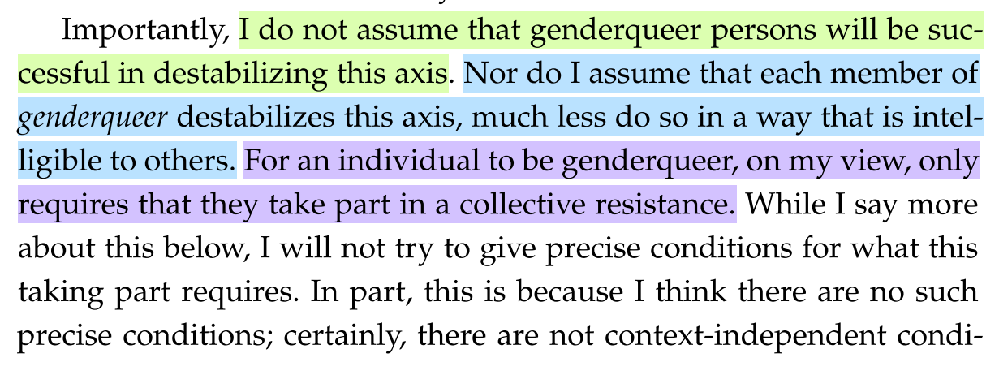 Importantly, I do not assume that genderqueer persons will be suc-
cessful in destabilizing this axis. Nor do I assume that each member of
genderqueer destabilizes this axis, much less do so in a way that is intel-
ligible to others. For an individual to be genderqueer, on my view, only
requires that they take part in a collective resistance. While I say more
about this below, I will not try to give precise conditions for what this
taking part requires. In part, this is because I think there are no such
precise conditions; certainly, there are not context-independent condi-